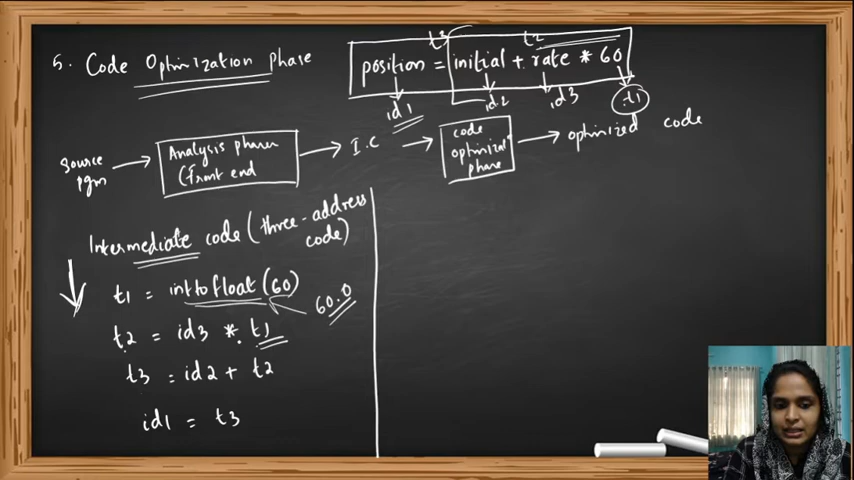 5. Code Optimization phase
t3 t2
position = initial + rate * 60
id1 id2 id3 t1
Source pgm
Analysis phases (Front end
I.C
code optimizatn phase
optimized code
Intermediate code (three-address code)
t1 = inttofloat (60)
60.0
t2 = id3 * t1
t3 = id2 + t2
id1 = t3